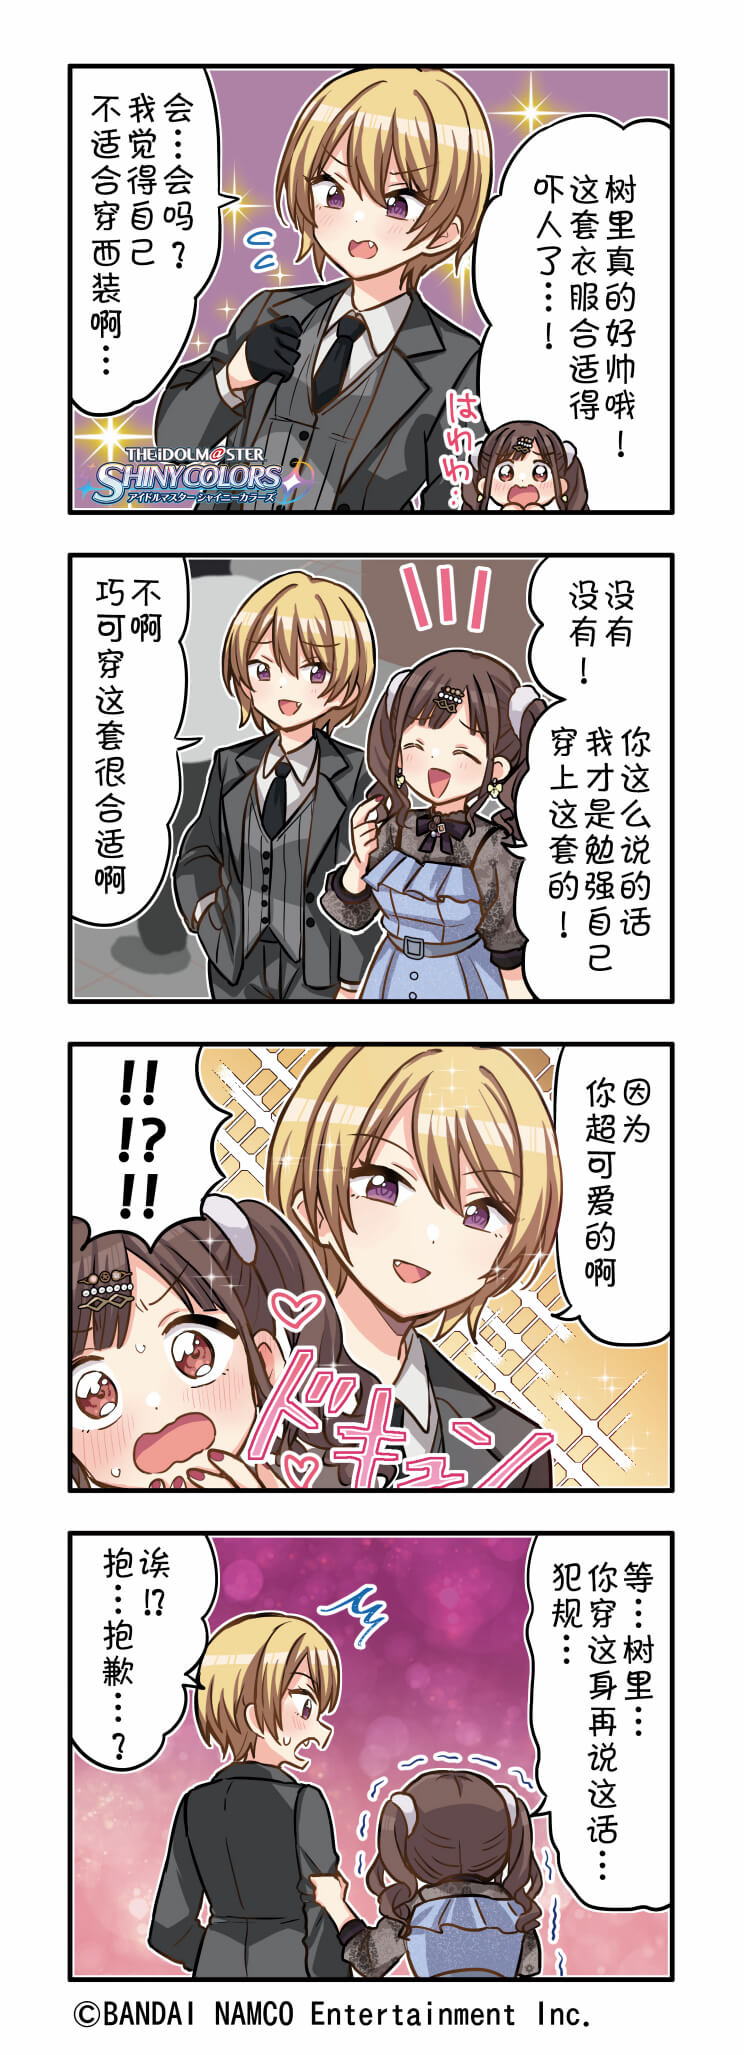 树里真的好帅哦！
这套衣服合适得
吓人了…！
会…会吗？
我觉得自己
不适合穿西装啊…
はわわ…
THE iDOLM@STER
SHINY COLORS
アイドルマスター シャイニーカラーズ
没有
没有！
你这么说的话
我才是勉强自己
穿上这套的！
不啊
巧可穿这套很合适啊
因为
你超可爱的啊
!!
!?
!!
ドキューン
等…树里…
你穿这身再说这话…
犯规…
诶!?
抱…抱歉…?
©BANDAI NAMCO Entertainment Inc.